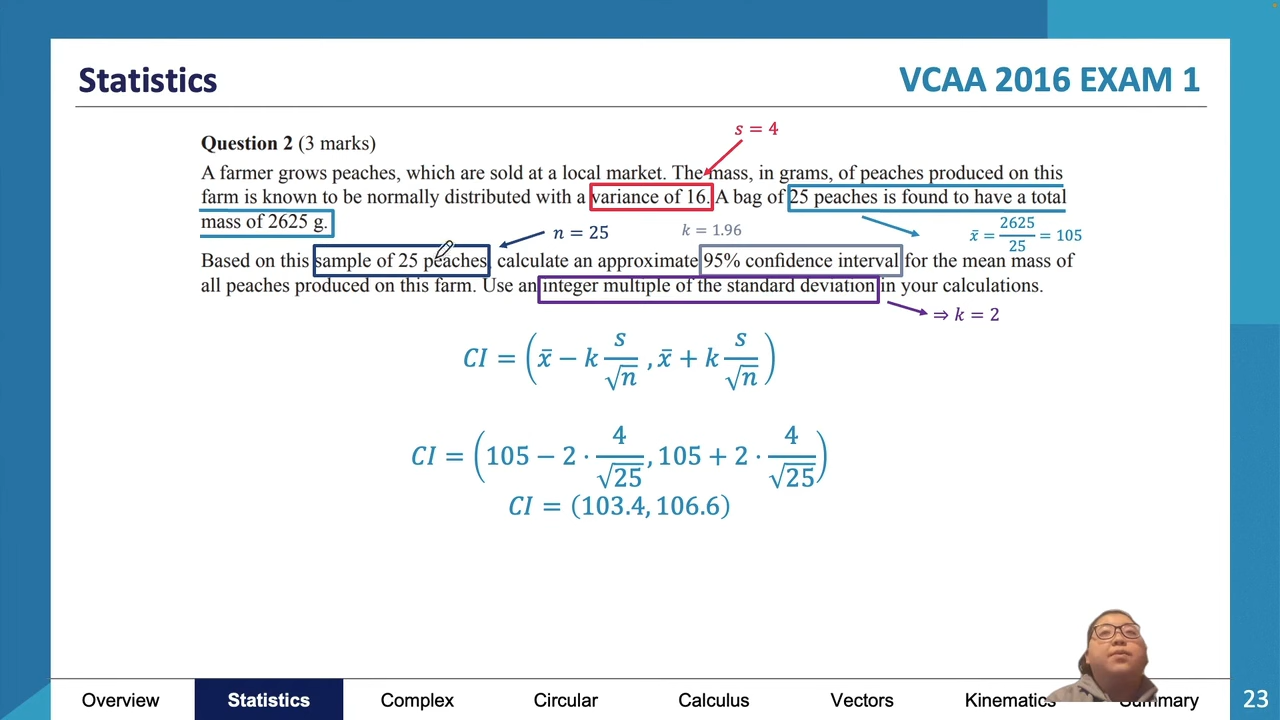 Statistics
VCAA 2016 EXAM 1
s = 4
Question 2 (3 marks)
A farmer grows peaches, which are sold at a local market. The mass, in grams, of peaches produced on this
farm is known to be normally distributed with a variance of 16. A bag of 25 peaches is found to have a total
mass of 2625 g.
n = 25
k = 1.96
x̄ = 2625/25 = 105
Based on this sample of 25 peaches, calculate an approximate 95% confidence interval for the mean mass of
all peaches produced on this farm. Use an integer multiple of the standard deviation in your calculations.
⇒ k = 2
CI = (x̄ − k s/√n , x̄ + k s/√n)
CI = (105 − 2 · 4/√25 , 105 + 2 · 4/√25)
CI = (103.4, 106.6)
Overview Statistics Complex Circular Calculus Vectors Kinematics Summary
23